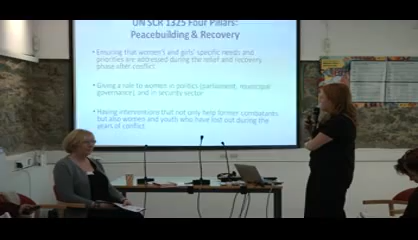 UN SCR 1325 Four Pillars:
Peacebuilding & Recovery
Ensuring that women's and girls' specific needs and
priorities are addressed during the relief and recovery
phase after conflict
Giving a role to women in politics (parliament, municipal
governance), and in security sector
Having interventions that not only help former combatants
but also women and youth who have lost out during the
years of conflict